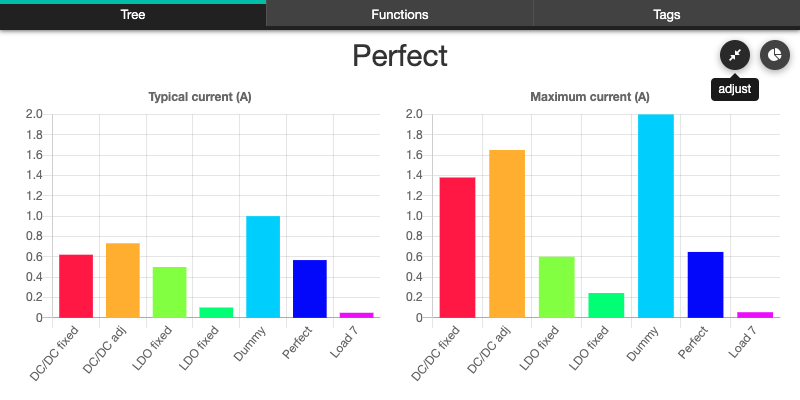 Tree Functions Tags
Perfect
adjust
Typical current (A)
2.0
1.8
1.6
1.4
1.2
1.0
0.8
0.6
0.4
0.2
0
DC/DC fixed
DC/DC adj
LDO fixed
LDO fixed
Dummy
Perfect
Load 7
Maximum current (A)
2.0
1.8
1.6
1.4
1.2
1.0
0.8
0.6
0.4
0.2
0
DC/DC fixed
DC/DC adj
LDO fixed
LDO fixed
Dummy
Perfect
Load 7